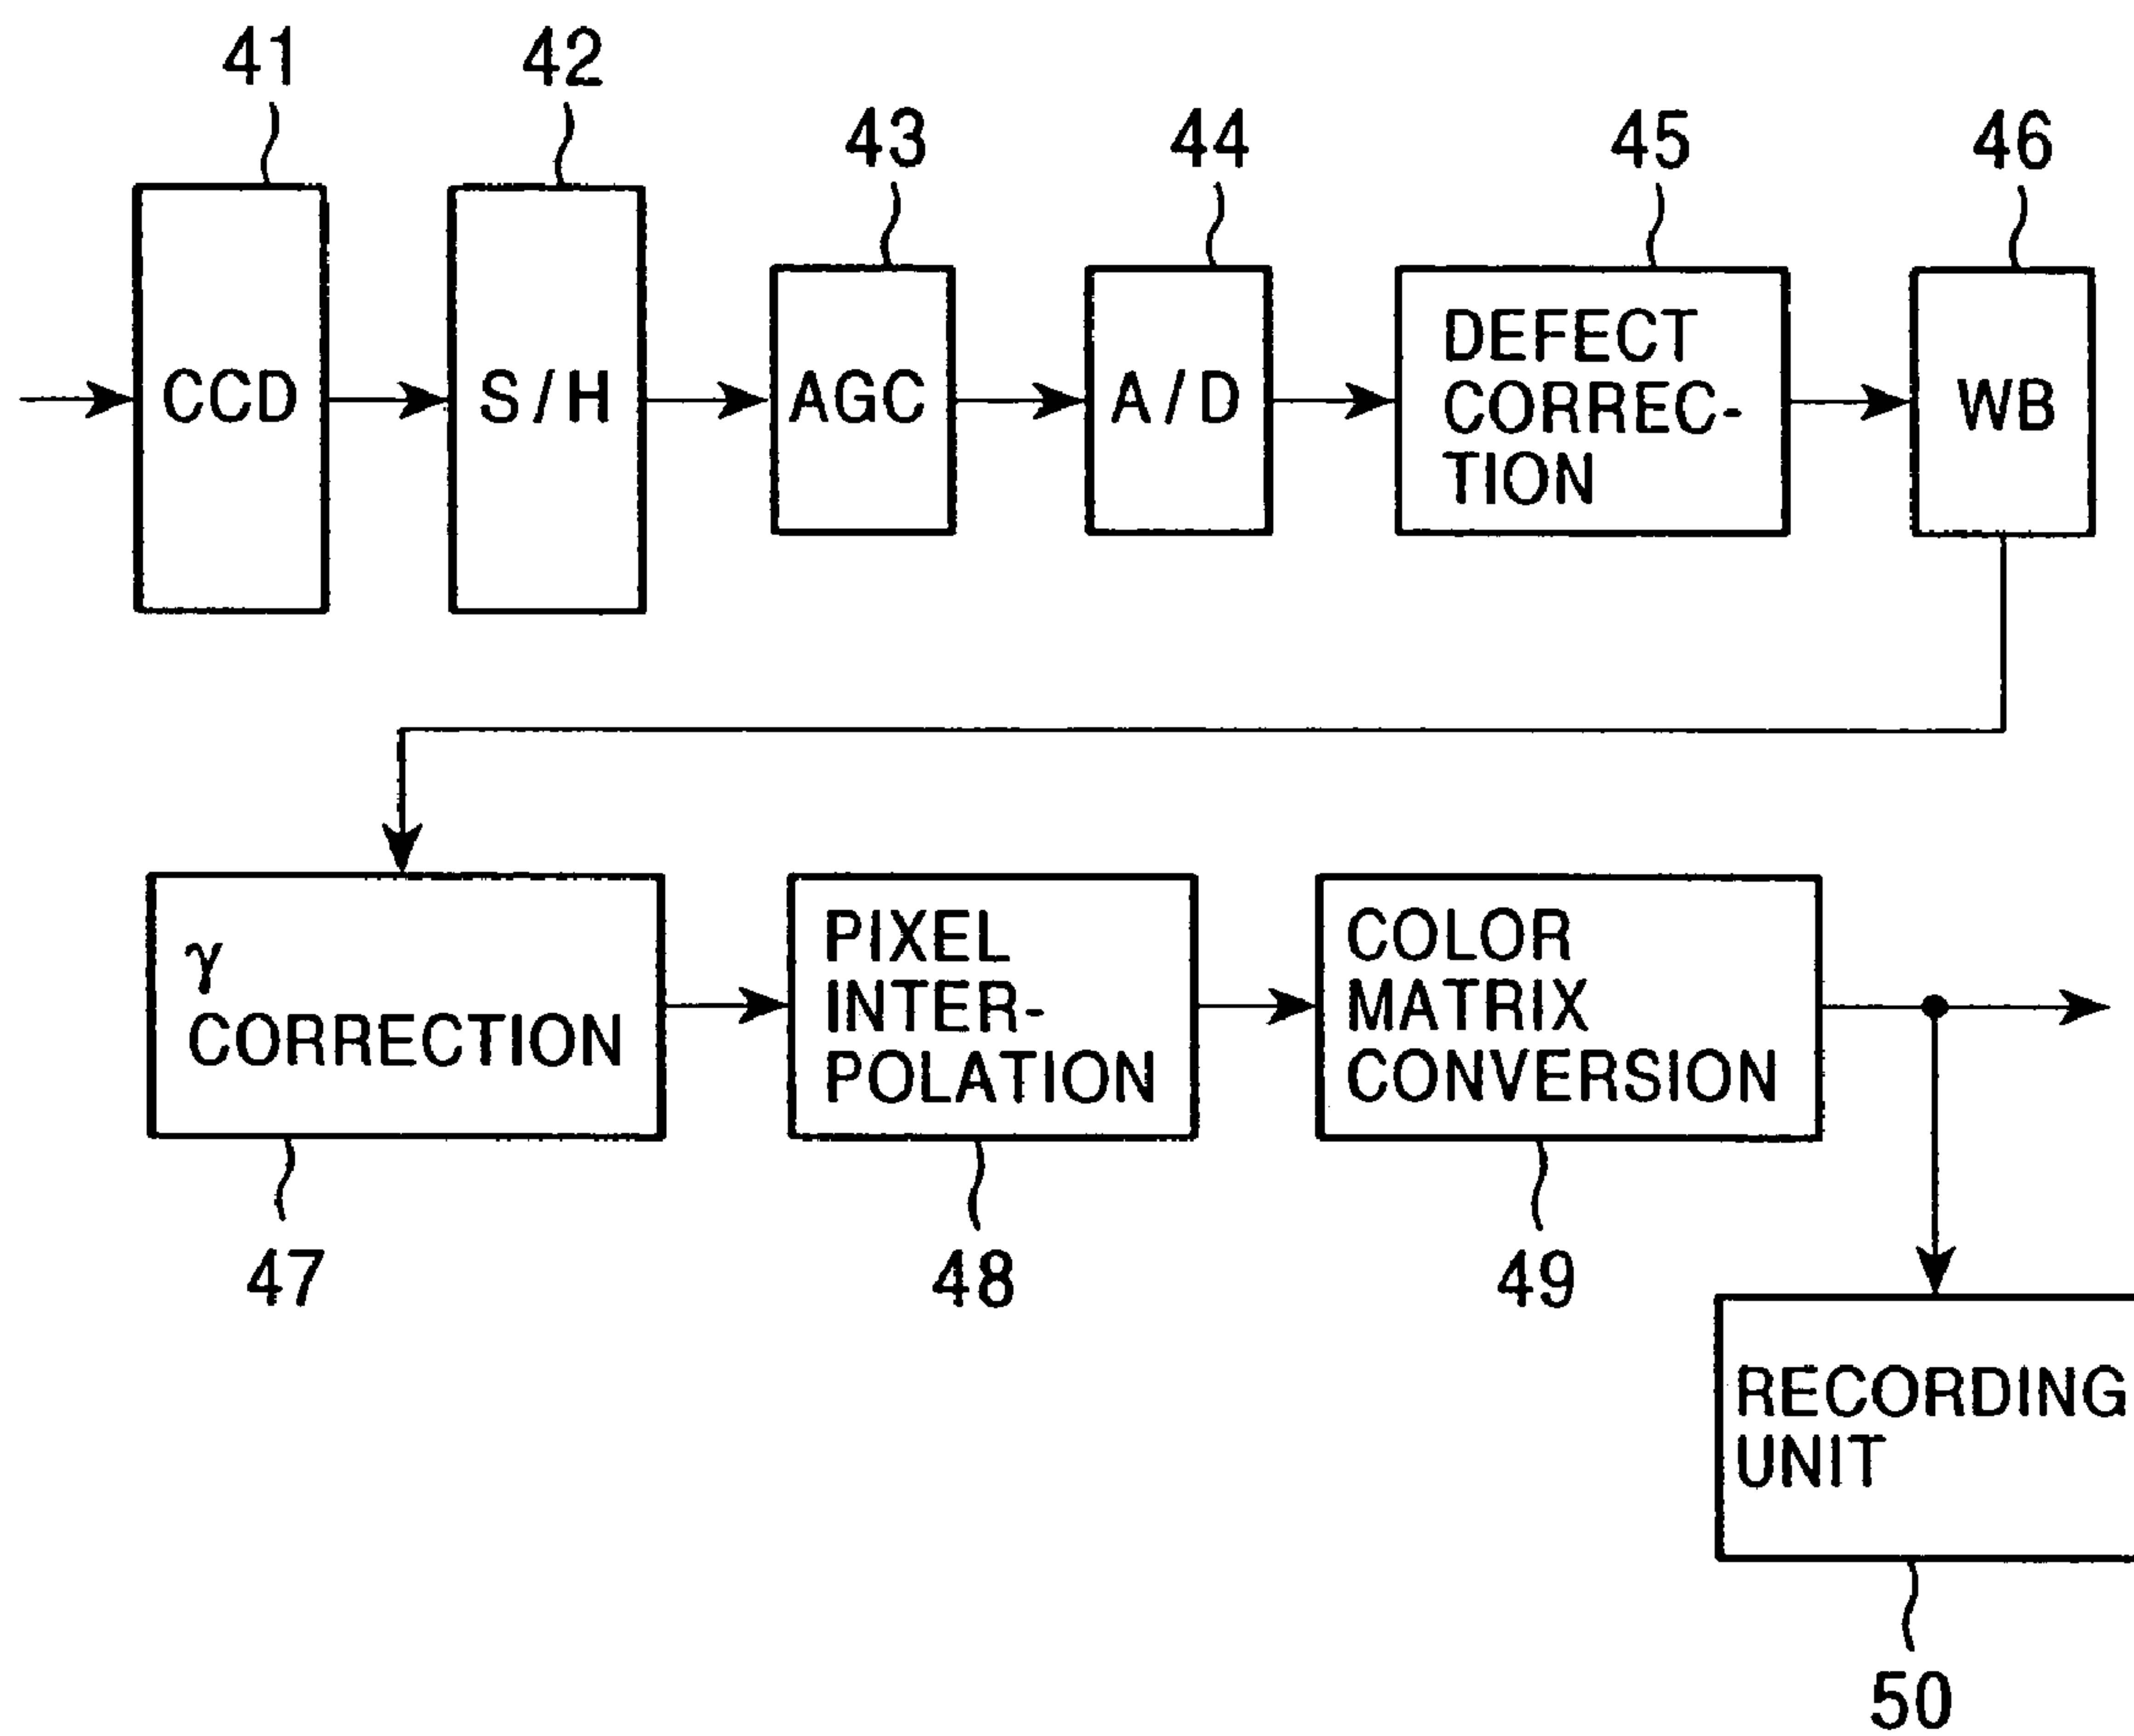 41
42
43
44
45
46
CCD
S/H
AGC
A/D
DEFECT
CORREC-
TION
WB
γ
CORRECTION
PIXEL
INTER-
POLATION
COLOR
MATRIX
CONVERSION
47
48
49
RECORDING
UNIT
50